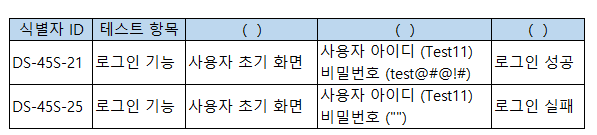 식별자 ID 테스트 항목 ( ) ( ) ( )
DS-45S-21 로그인 기능 사용자 초기 화면 사용자 아이디 (Test11) 로그인 성공
비밀번호 (test@#@!#)
DS-45S-25 로그인 기능 사용자 초기 화면 사용자 아이디 (Test11) 로그인 실패
비밀번호 ("")